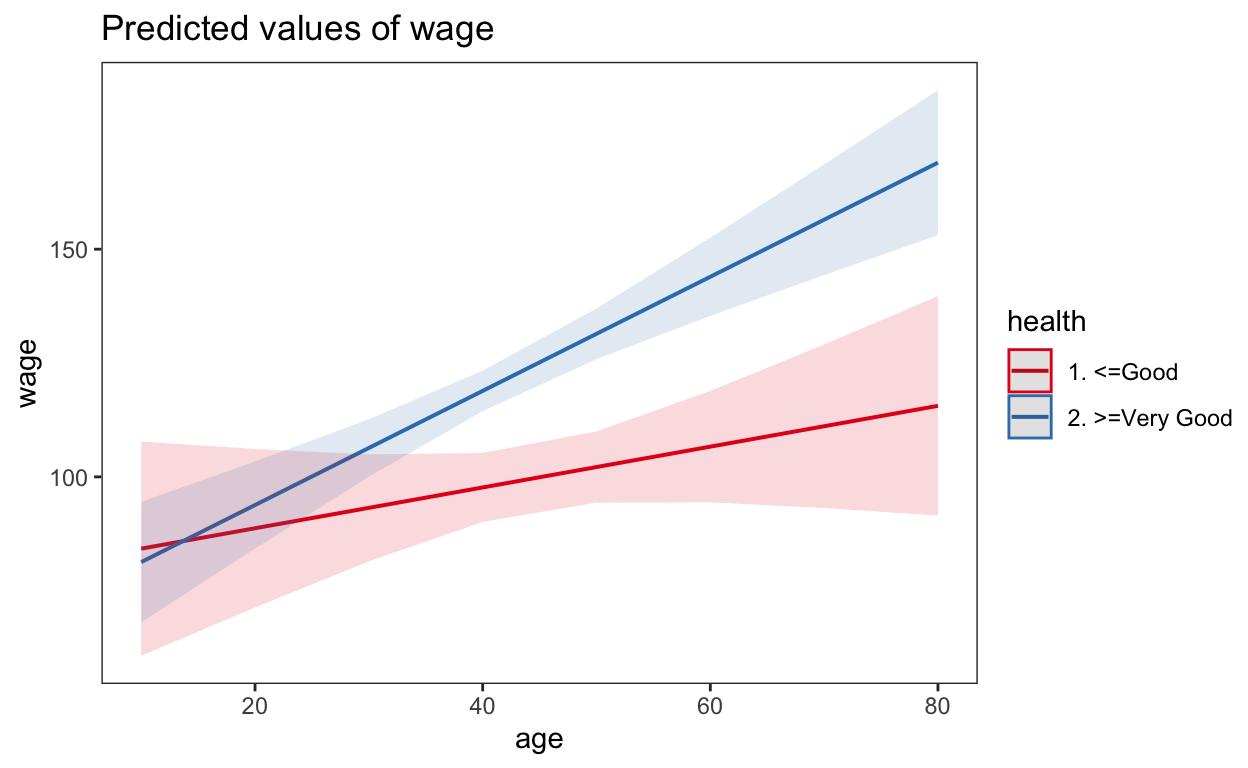 Predicted values of wage
wage
150
100
20 40 60 80
age
health
1. <=Good
2. >=Very Good